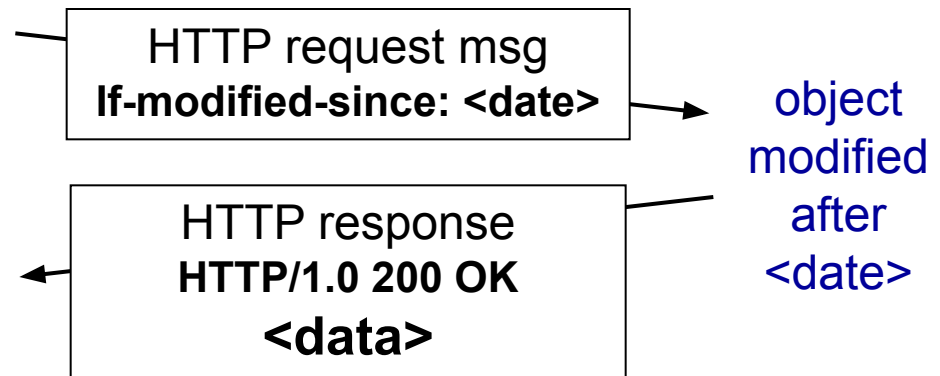 HTTP request msg
If-modified-since: <date>
object
modified
after
<date>
HTTP response
HTTP/1.0 200 OK
<data>